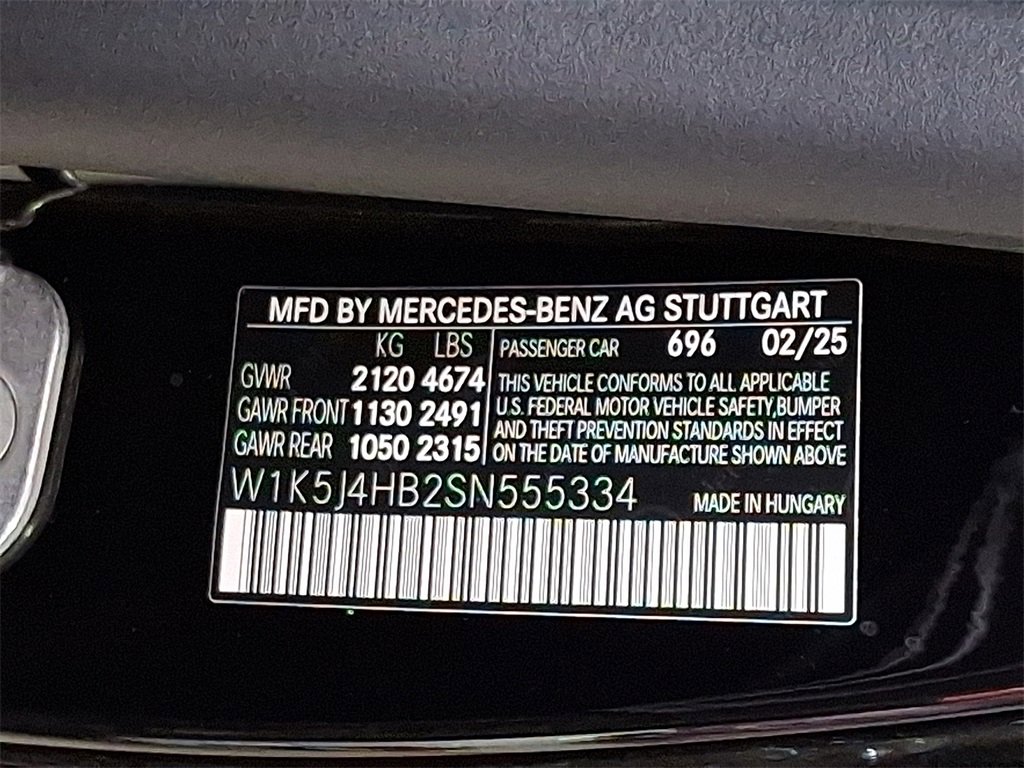 MFD BY MERCEDES-BENZ AG STUTTGART
KG LBS
GVWR 2120 4674
GAWR FRONT 1130 2491
GAWR REAR 1050 2315
PASSENGER CAR 696 02/25
THIS VEHICLE CONFORMS TO ALL APPLICABLE
U.S. FEDERAL MOTOR VEHICLE SAFETY,BUMPER
AND THEFT PREVENTION STANDARDS IN EFFECT
ON THE DATE OF MANUFACTURE SHOWN ABOVE
W1K5J4HB2SN555334
MADE IN HUNGARY